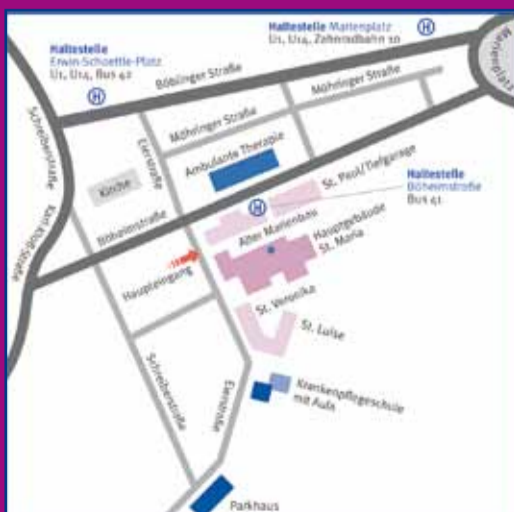 Haltestelle Marienplatz
U1, U14, Zahnradbahn 10
Marienplatz
Haltestelle
Erwin-Schoettle-Platz
U1, U14, Bus 42
Böblinger Straße
Möhringer Straße
Möhringer Straße
Schreiberstraße
Eierstraße
Ambulante Therapie
Kirche
St. Paul/Tiefgarage
Haltestelle
Böheimstraße
Bus 41
Karl-Kloß-Straße
Böheimstraße
Alter Marienbau
Hauptgebäude
St. Maria
Haupteingang
St. Veronika
St. Luise
Schreiberstraße
Eierstraße
Krankenpflegeschule
mit Aula
Parkhaus